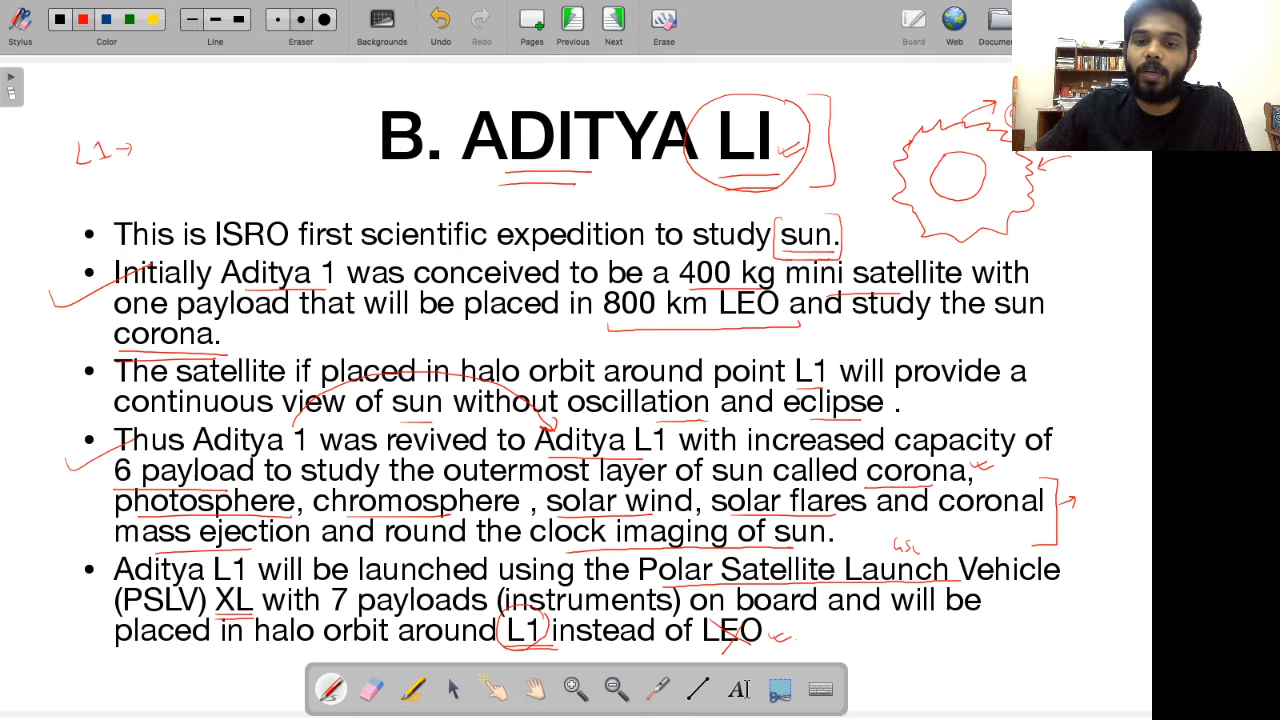 Stylus
Color
Line
Eraser
Backgrounds
Undo
Redo
Pages
Previous
Next
Erase
Board
Web
Docum
L1→
B. ADITYA LI
• This is ISRO first scientific expedition to study sun.
• Initially Aditya 1 was conceived to be a 400 kg mini satellite with
one payload that will be placed in 800 km LEO and study the sun
corona.
• The satellite if placed in halo orbit around point L1 will provide a
continuous view of sun without oscillation and eclipse .
• Thus Aditya 1 was revived to Aditya L1 with increased capacity of
6 payload to study the outermost layer of sun called corona,
photosphere, chromosphere , solar wind, solar flares and coronal
mass ejection and round the clock imaging of sun.
• Aditya L1 will be launched using the Polar Satellite Launch Vehicle
(PSLV) XL with 7 payloads (instruments) on board and will be
placed in halo orbit around L1 instead of LEO